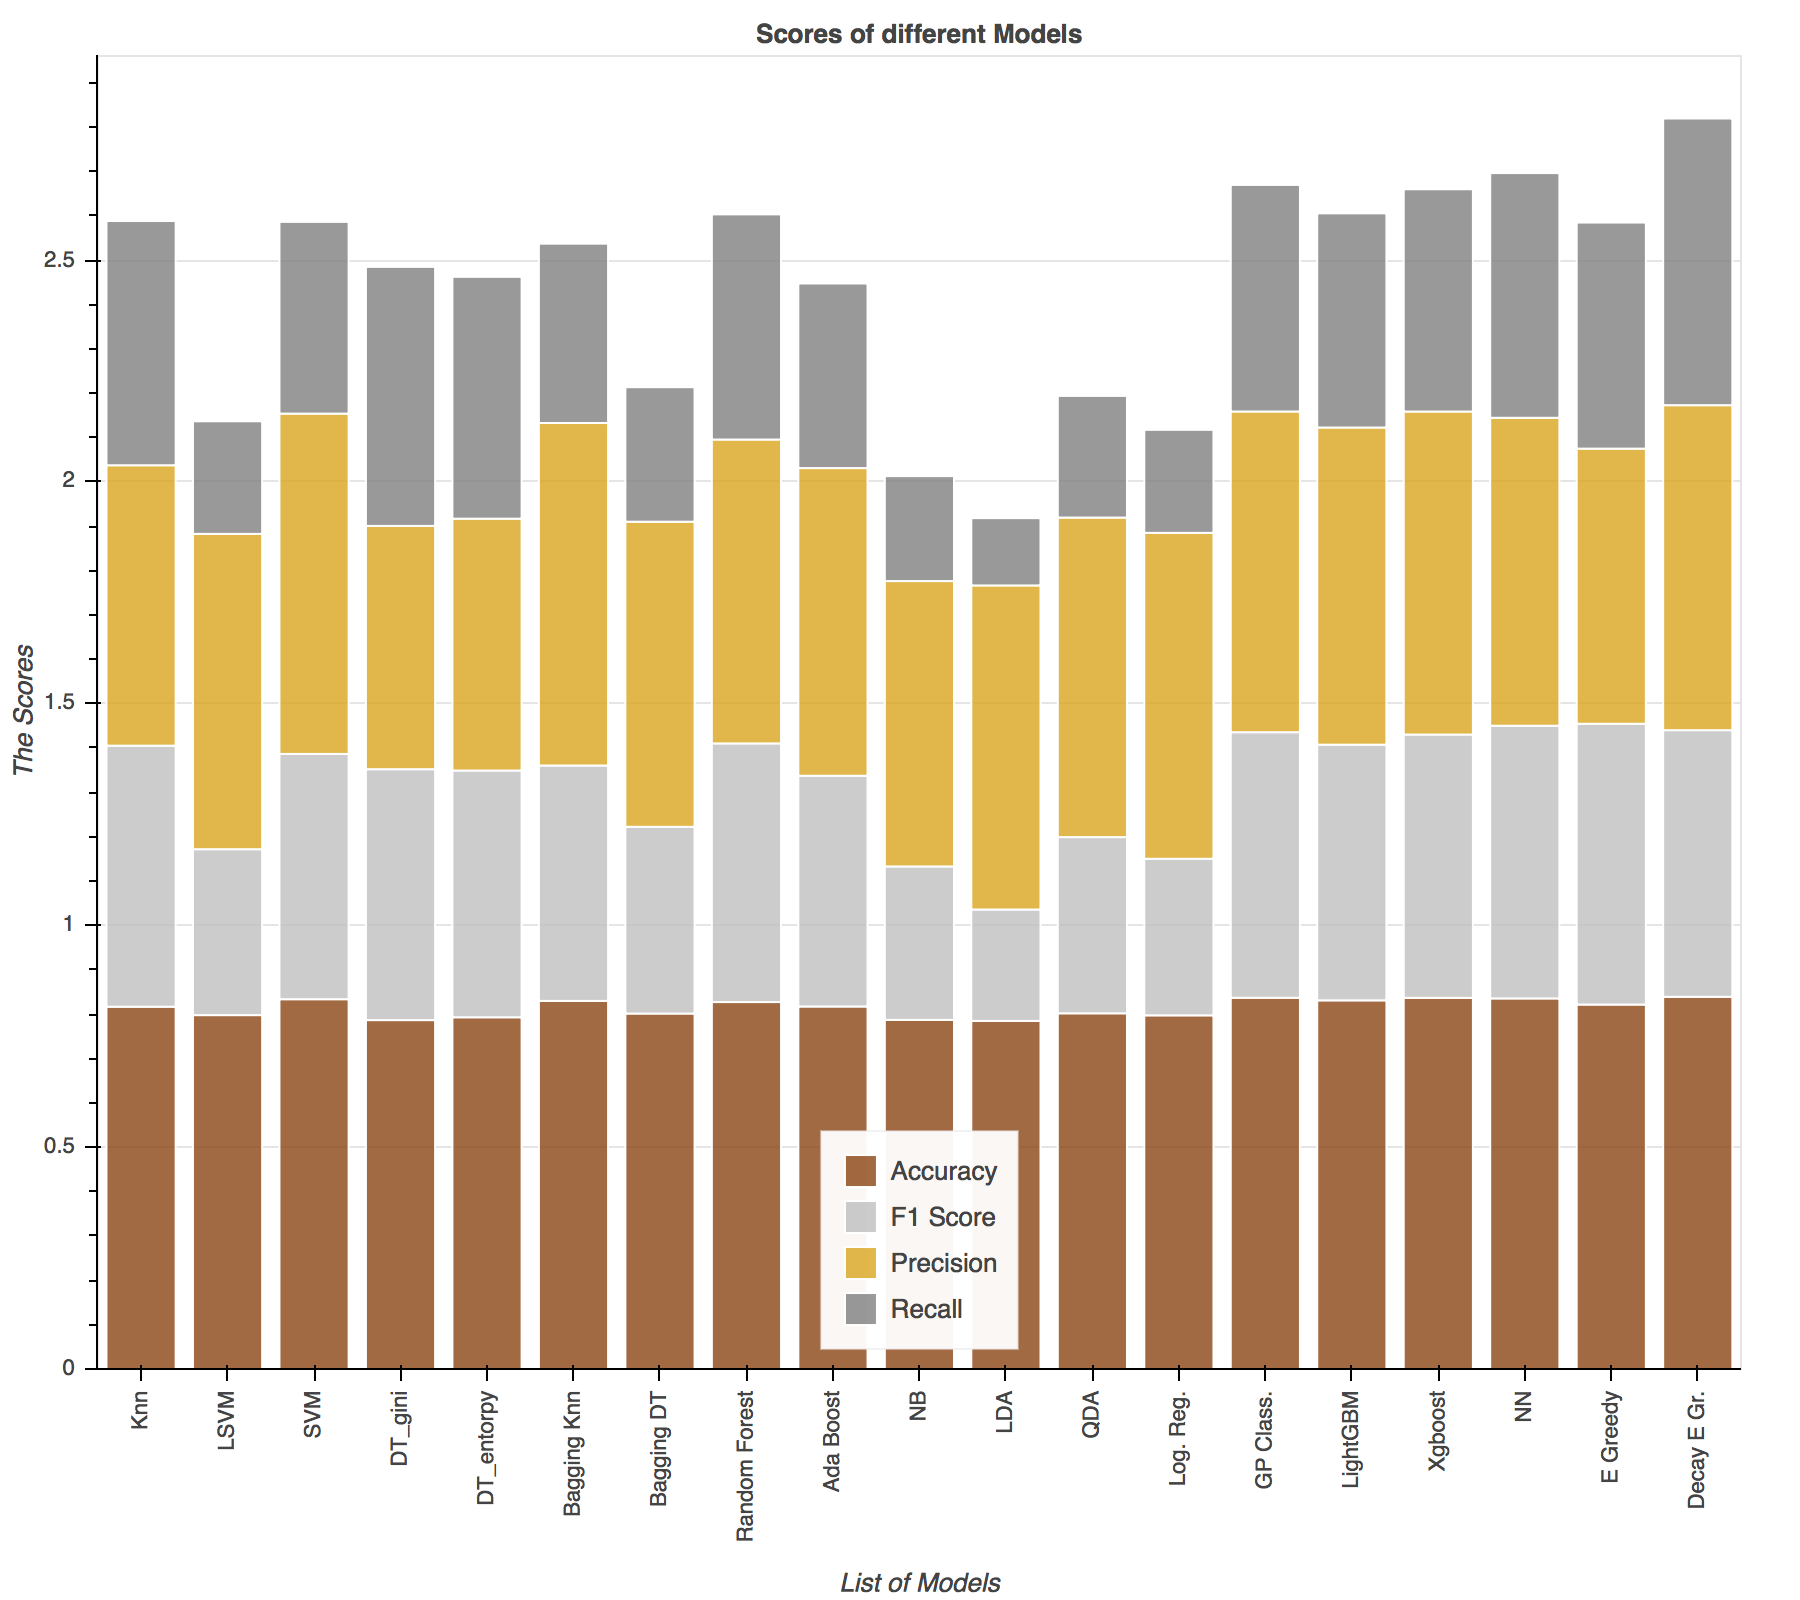 Scores of different Models
The Scores
2.5
2
1.5
1
0.5
0
Accuracy
F1 Score
Precision
Recall
Knn
LSVM
SVM
DT_gini
DT_entorpy
Bagging Knn
Bagging DT
Random Forest
Ada Boost
NB
LDA
QDA
Log. Reg.
GP Class.
LightGBM
Xgboost
NN
E Greedy
Decay E Gr.
List of Models